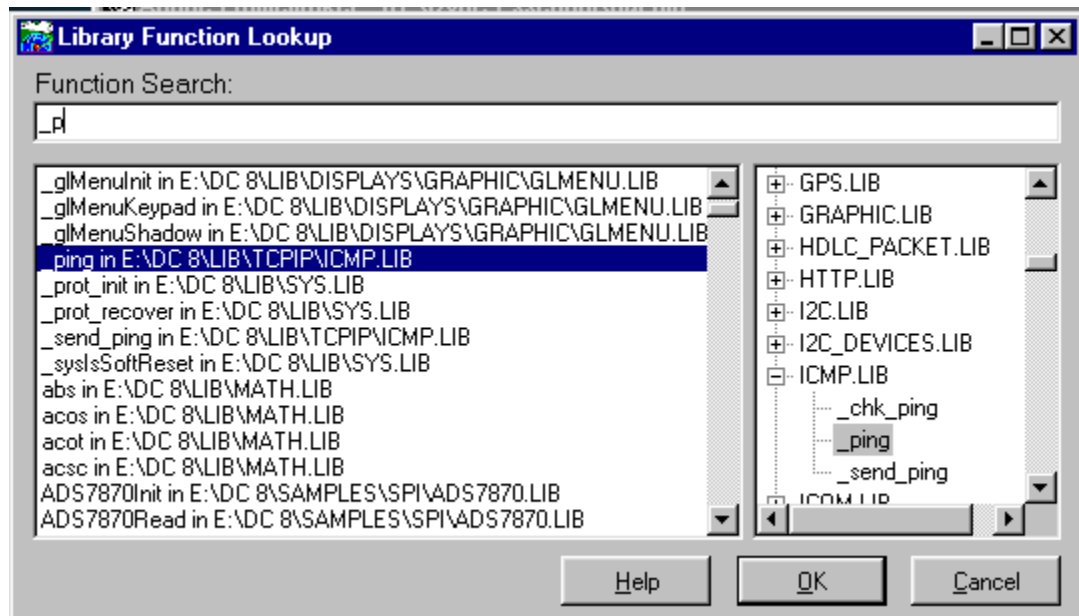 Library Function Lookup
Function Search:
_p
_glMenuInit in E:\DC 8\LIB\DISPLAYS\GRAPHIC\GLMENU.LIB
_glMenuKeypad in E:\DC 8\LIB\DISPLAYS\GRAPHIC\GLMENU.LIB
_glMenuShadow in E:\DC 8\LIB\DISPLAYS\GRAPHIC\GLMENU.LIB
_ping in E:\DC 8\LIB\TCPIP\ICMP.LIB
_prot_init in E:\DC 8\LIB\SYS.LIB
_prot_recover in E:\DC 8\LIB\SYS.LIB
_send_ping in E:\DC 8\LIB\TCPIP\ICMP.LIB
_sysIsSoftReset in E:\DC 8\LIB\SYS.LIB
abs in E:\DC 8\LIB\MATH.LIB
acos in E:\DC 8\LIB\MATH.LIB
acot in E:\DC 8\LIB\MATH.LIB
acsc in E:\DC 8\LIB\MATH.LIB
ADS7870Init in E:\DC 8\SAMPLES\SPI\ADS7870.LIB
ADS7870Read in E:\DC 8\SAMPLES\SPI\ADS7870.LIB
GPS.LIB
GRAPHIC.LIB
HDLC_PACKET.LIB
HTTP.LIB
I2C.LIB
I2C_DEVICES.LIB
ICMP.LIB
_chk_ping
_ping
_send_ping
Help
OK
Cancel